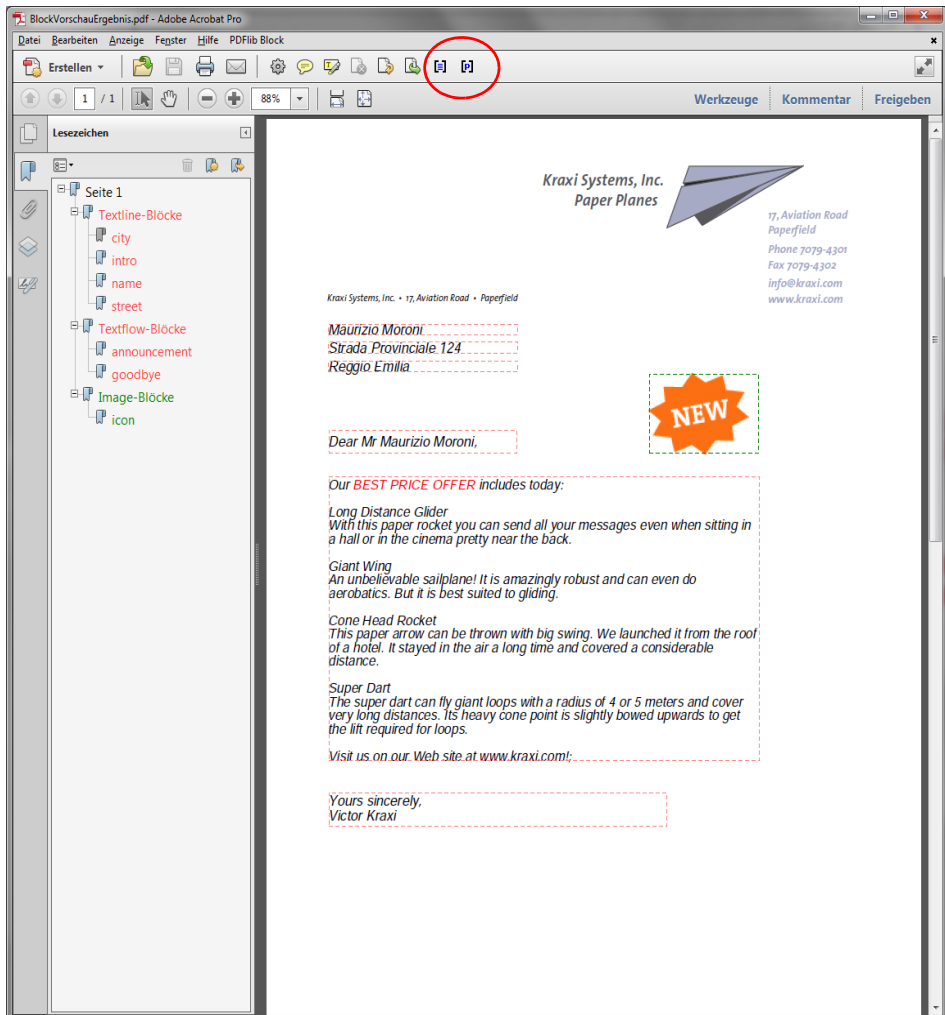 BlockVorschauErgebnis.pdf - Adobe Acrobat Pro
Datei Bearbeiten Anzeige Fenster Hilfe PDFlib Block
Erstellen
1 / 1 88% Werkzeuge Kommentar Freigeben
Lesezeichen
Seite 1
Textline-Blöcke
city
intro
name
street
Textflow-Blöcke
announcement
goodbye
Image-Blöcke
icon
Kraxi Systems, Inc.
Paper Planes
17, Aviation Road
Paperfield
Phone 7079-4301
Fax 7079-4302
info@kraxi.com
www.kraxi.com
Kraxi Systems, Inc. • 17, Aviation Road • Paperfield
Maurizio Moroni
Strada Provinciale 124
Reggio Emilia
NEW
Dear Mr Maurizio Moroni,
Our BEST PRICE OFFER includes today:
Long Distance Glider
With this paper rocket you can send all your messages even when sitting in
a hall or in the cinema pretty near the back.
Giant Wing
An unbelievable sailplane! It is amazingly robust and can even do
aerobatics. But it is best suited to gliding.
Cone Head Rocket
This paper arrow can be thrown with big swing. We launched it from the roof
of a hotel. It stayed in the air a long time and covered a considerable
distance.
Super Dart
The super dart can fly giant loops with a radius of 4 or 5 meters and cover
very long distances. Its heavy cone point is slightly bowed upwards to get
the lift required for loops.
Visit us on our Web site at www.kraxi.com!;
Yours sincerely,
Victor Kraxi